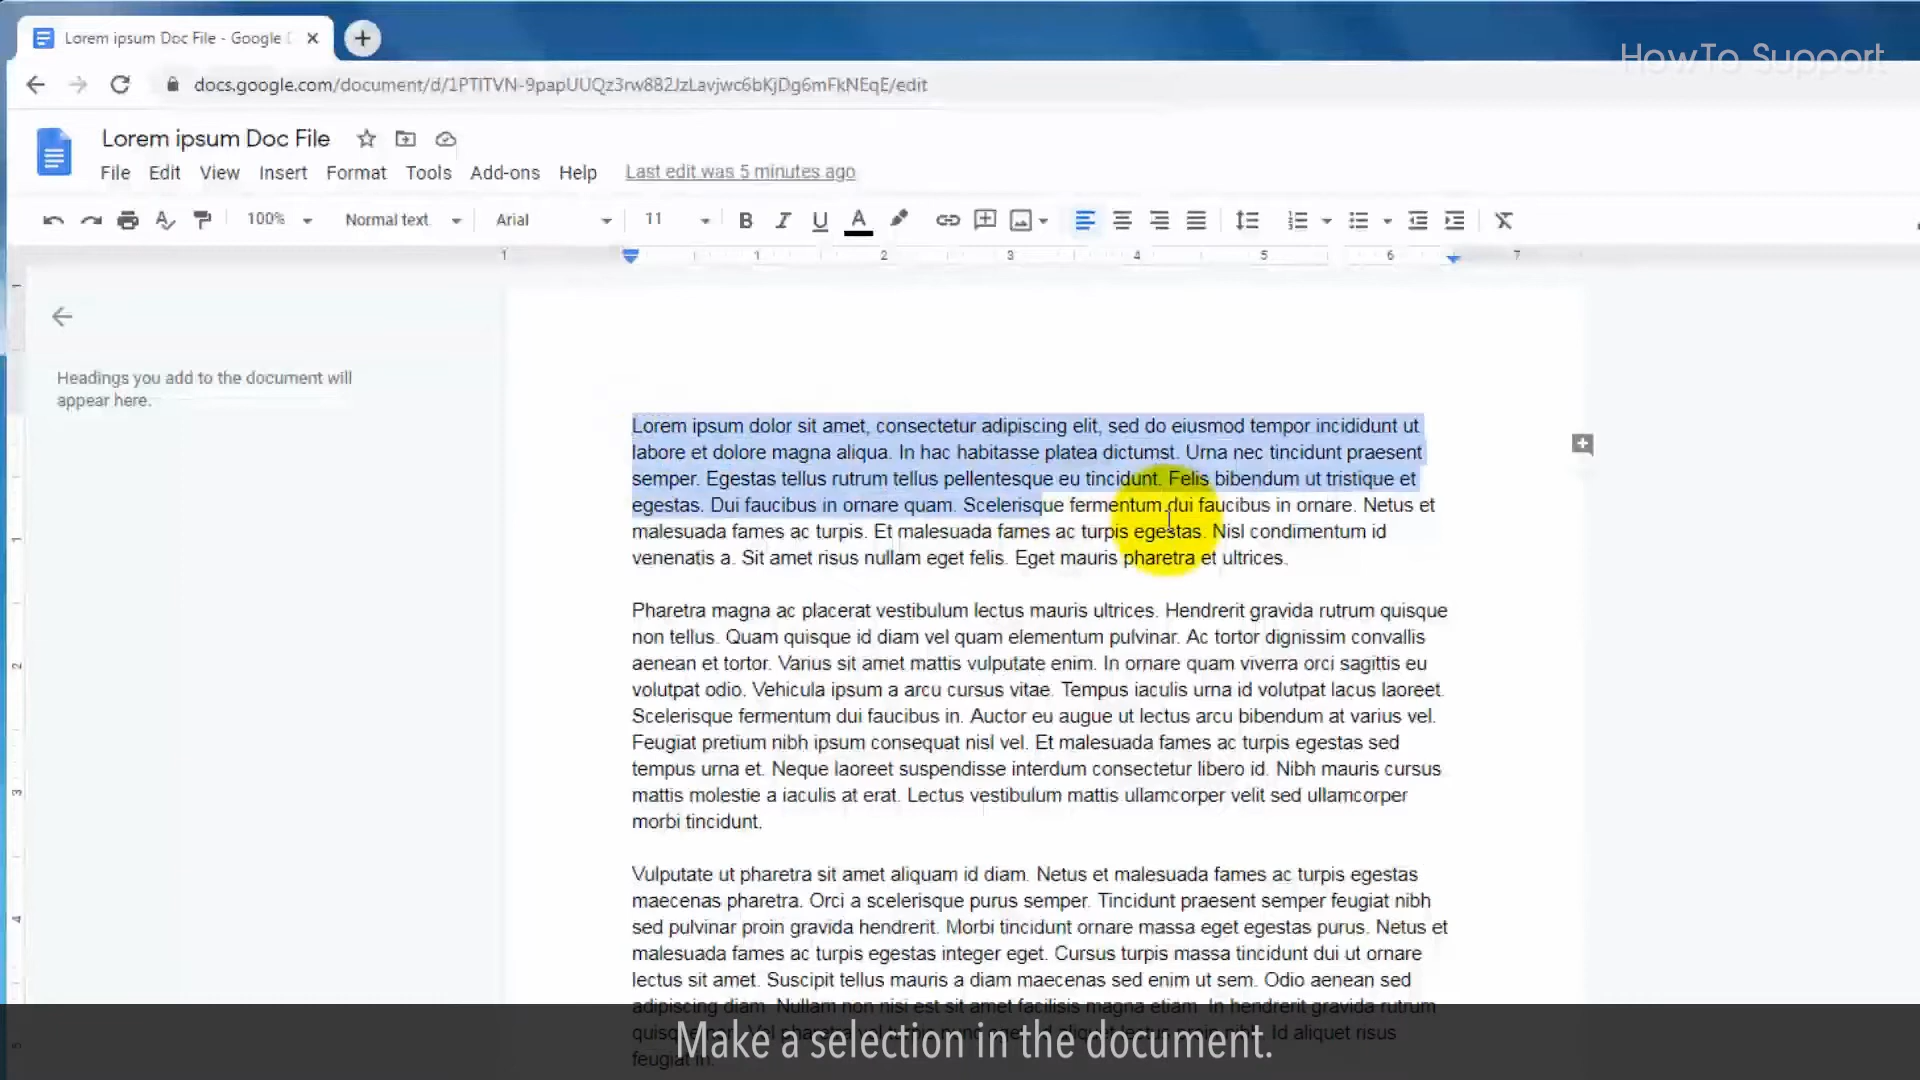 Lorem ipsum Doc File - Google
HowTo Support
docs.google.com/document/d/1PTITVN-9papUUQz3rw882JzLavjwc6bKjDg6mFkNEqE/edit
Lorem ipsum Doc File
File Edit View Insert Format Tools Add-ons Help Last edit was 5 minutes ago
100% Normal text Arial 11 B I U A
1 1 2 3 4 5 6 7
Headings you add to the document will
appear here.
Lorem ipsum dolor sit amet, consectetur adipiscing elit, sed do eiusmod tempor incididunt ut
labore et dolore magna aliqua. In hac habitasse platea dictumst. Urna nec tincidunt praesent
semper. Egestas tellus rutrum tellus pellentesque eu tincidunt. Felis bibendum ut tristique et
egestas. Dui faucibus in ornare quam. Scelerisque fermentum dui faucibus in ornare. Netus et
malesuada fames ac turpis. Et malesuada fames ac turpis egestas. Nisl condimentum id
venenatis a. Sit amet risus nullam eget felis. Eget mauris pharetra et ultrices.
Pharetra magna ac placerat vestibulum lectus mauris ultrices. Hendrerit gravida rutrum quisque
non tellus. Quam quisque id diam vel quam elementum pulvinar. Ac tortor dignissim convallis
aenean et tortor. Varius sit amet mattis vulputate enim. In ornare quam viverra orci sagittis eu
volutpat odio. Vehicula ipsum a arcu cursus vitae. Tempus iaculis urna id volutpat lacus laoreet.
Scelerisque fermentum dui faucibus in. Auctor eu augue ut lectus arcu bibendum at varius vel.
Feugiat pretium nibh ipsum consequat nisl vel. Et malesuada fames ac turpis egestas sed
tempus urna et. Neque laoreet suspendisse interdum consectetur libero id. Nibh mauris cursus
mattis molestie a iaculis at erat. Lectus vestibulum mattis ullamcorper velit sed ullamcorper
morbi tincidunt.
Vulputate ut pharetra sit amet aliquam id diam. Netus et malesuada fames ac turpis egestas
maecenas pharetra. Orci a scelerisque purus semper. Tincidunt praesent semper feugiat nibh
sed pulvinar proin gravida hendrerit. Morbi tincidunt ornare massa eget egestas purus. Netus et
malesuada fames ac turpis egestas integer eget. Cursus turpis massa tincidunt dui ut ornare
lectus sit amet. Suscipit tellus mauris a diam maecenas sed enim ut sem. Odio aenean sed
adipiscing diam. Nullam non nisi est sit amet facilisis magna etiam. In hendrerit gravida rutrum
Id aliquet risus
feugiat in.
Make a selection in the document.